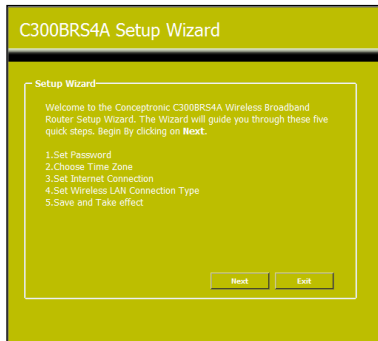 C300BRS4A Setup Wizard
Setup Wizard
Welcome to the Conceptronic C300BRS4A Wireless Broadband
Router Setup Wizard. The Wizard will guide you through these five
quick steps. Begin By clicking on Next.
1.Set Password
2.Choose Time Zone
3.Set Internet Connection
4.Set Wireless LAN Connection Type
5.Save and Take effect
Next Exit